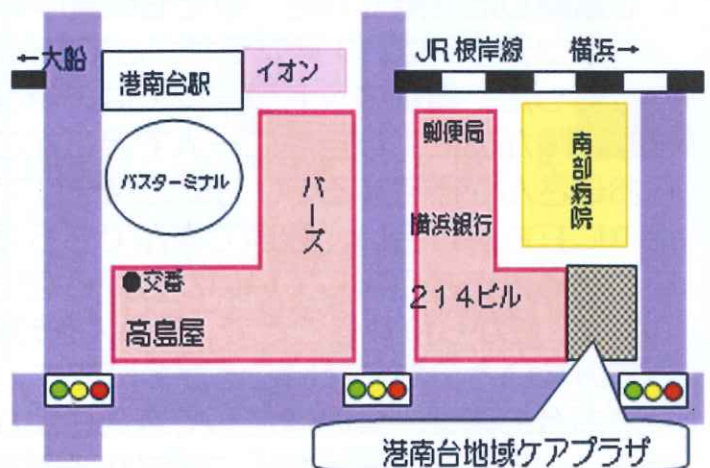 ←大船
港南台駅
イオン
JR根岸線
横浜→
バスターミナル
バーズ
郵便局
横浜銀行
南部病院
●交番
高島屋
214ビル
港南台地域ケアプラザ